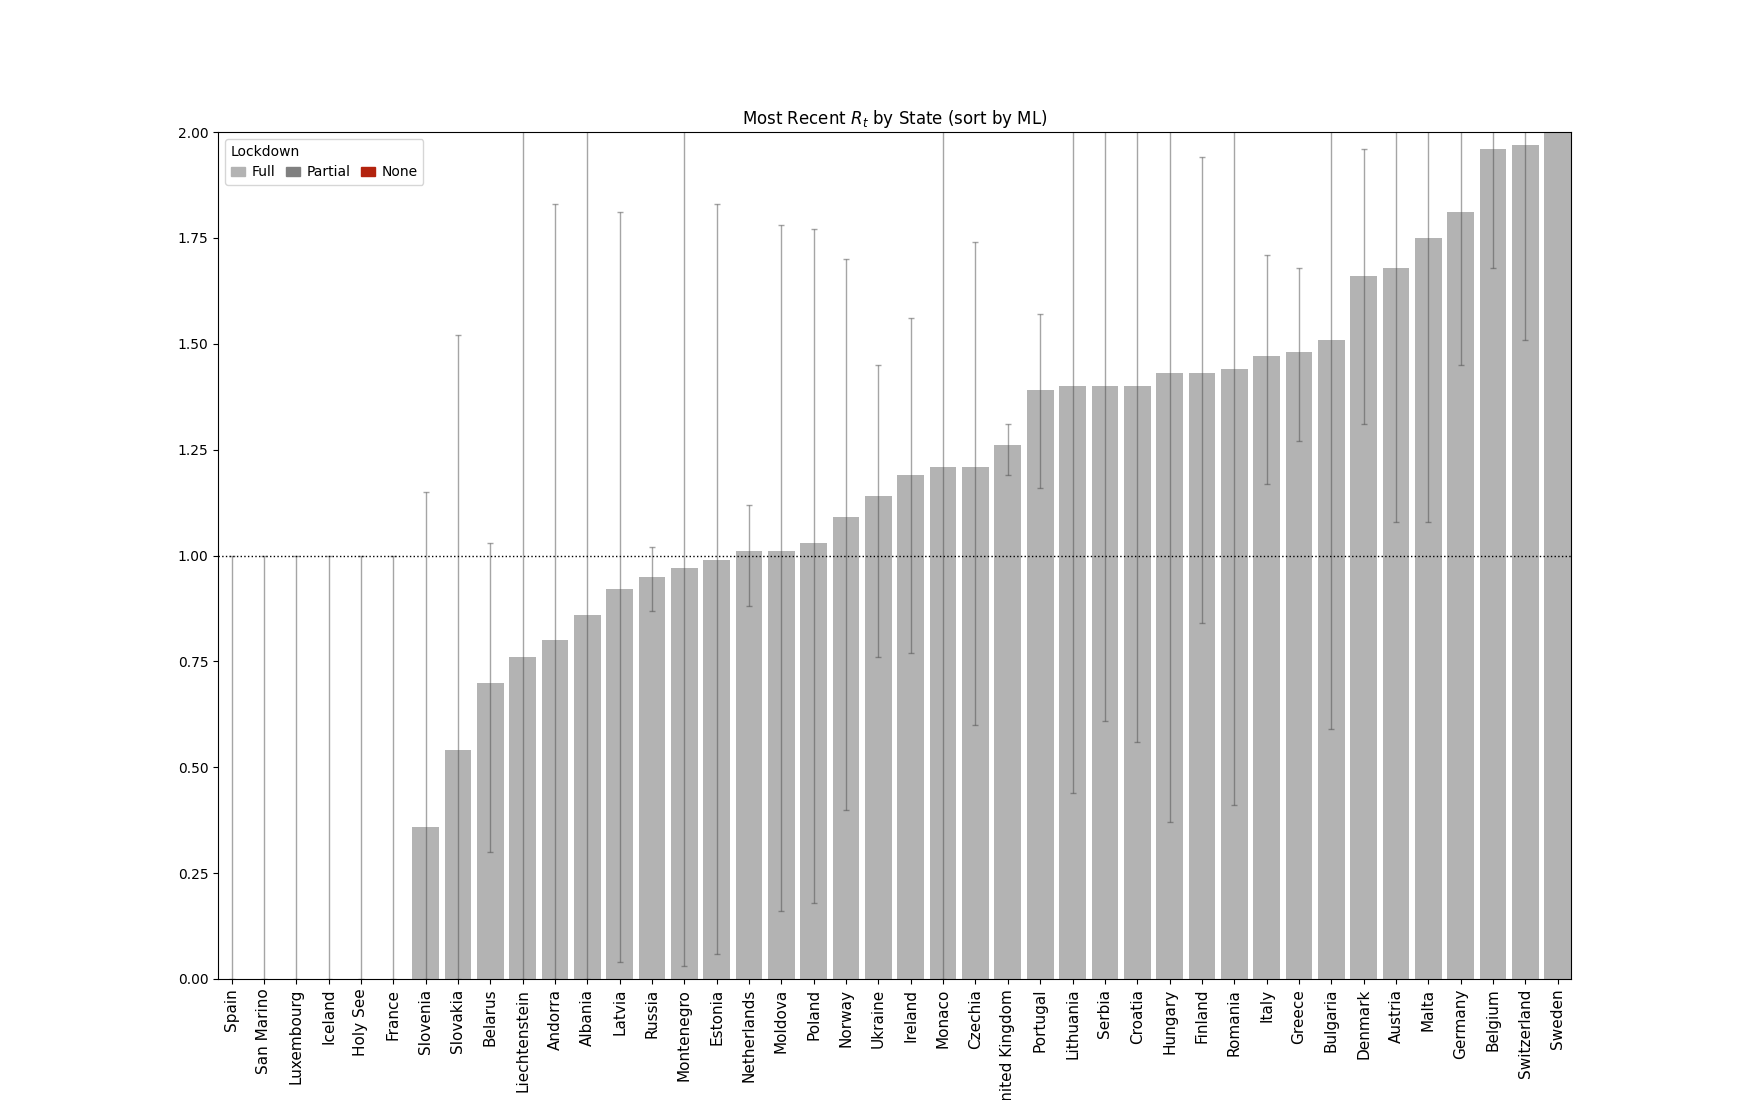 Most Recent R_t by State (sort by ML)
Lockdown
Full Partial None
2.00
1.75
1.50
1.25
1.00
0.75
0.50
0.25
0.00
Spain
San Marino
Luxembourg
Iceland
Holy See
France
Slovenia
Slovakia
Belarus
Liechtenstein
Andorra
Albania
Latvia
Russia
Montenegro
Estonia
Netherlands
Moldova
Poland
Norway
Ukraine
Ireland
Monaco
Czechia
nited Kingdom
Portugal
Lithuania
Serbia
Croatia
Hungary
Finland
Romania
Italy
Greece
Bulgaria
Denmark
Austria
Malta
Germany
Belgium
Switzerland
Sweden